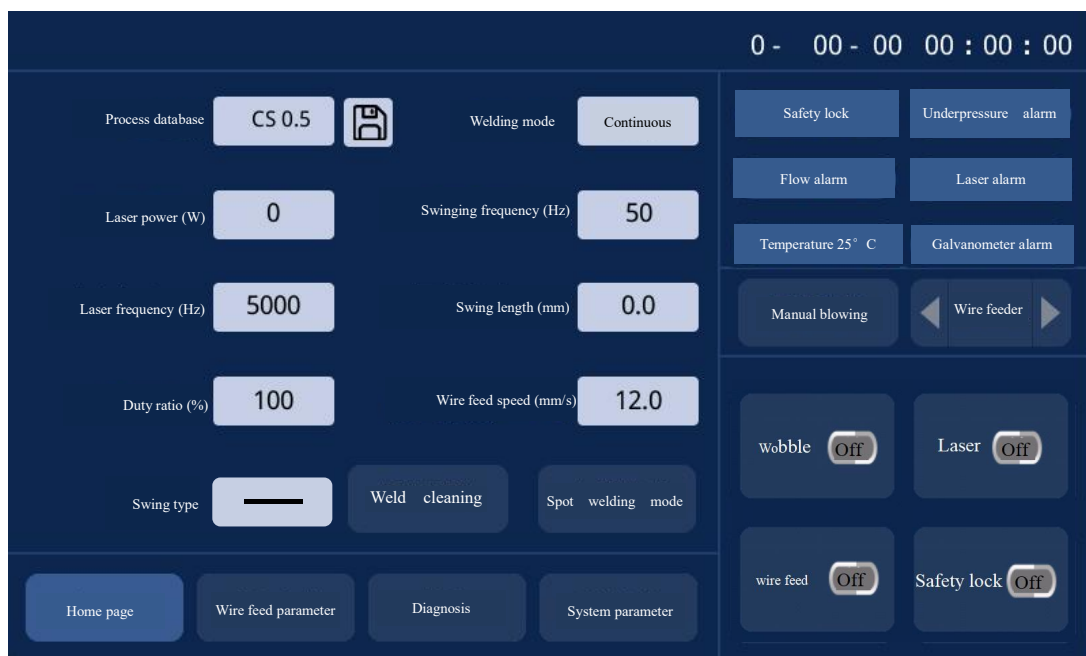 0- 00-00 00:00:00
Process database CS 0.5
Welding mode Continuous
Laser power (W) 0
Swinging frequency (Hz) 50
Laser frequency (Hz) 5000
Swing length (mm) 0.0
Duty ratio (%) 100
Wire feed speed (mm/s) 12.0
Swing type
Weld cleaning
Spot welding mode
Home page
Wire feed parameter
Diagnosis
System parameter
Safety lock
Underpressure alarm
Flow alarm
Laser alarm
Temperature 25° C
Galvanometer alarm
Manual blowing
Wire feeder
Wobble Off
Laser Off
wire feed Off
Safety lock Off